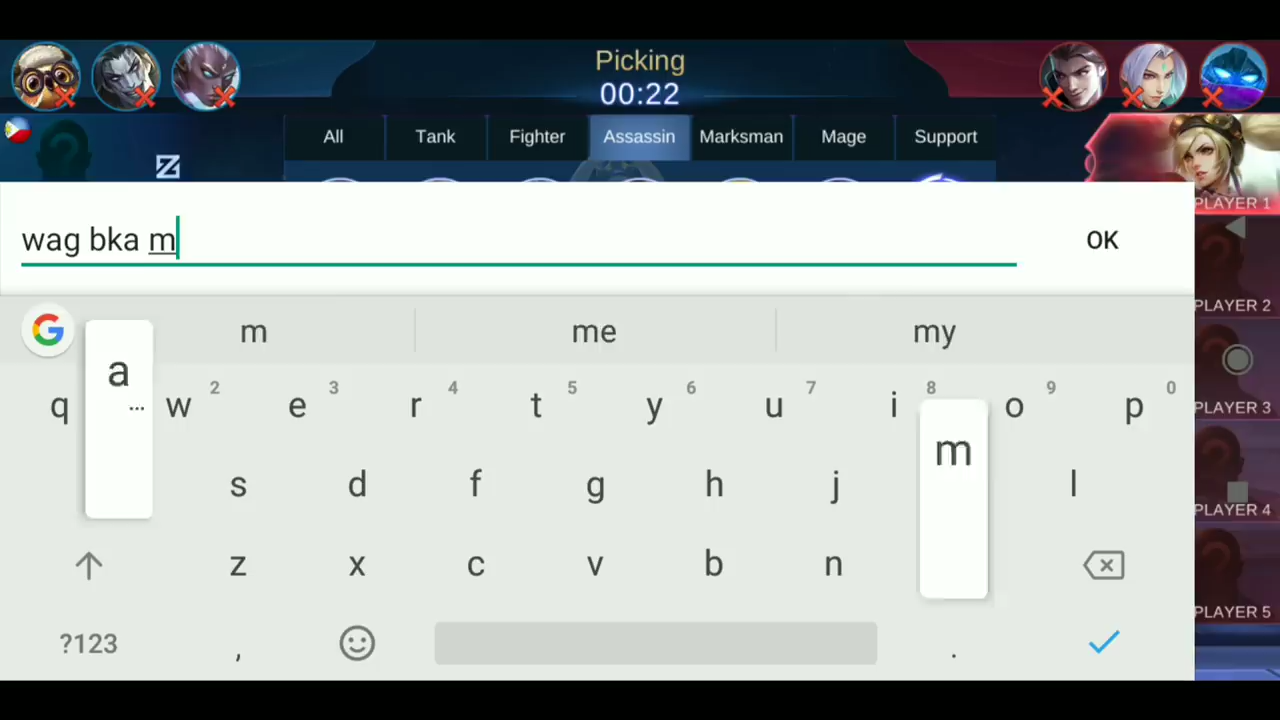 Picking
00:22
All Tank Fighter Assassin Marksman Mage Support
PLAYER 1
wag bka m
OK
PLAYER 2
m me my
a
...
q w 2 e 3 r 4 t 5 y 6 u 7 i 8 o 9 p 0
PLAYER 3
s d f g h j m l
PLAYER 4
z x c v b n
PLAYER 5
?123 , .